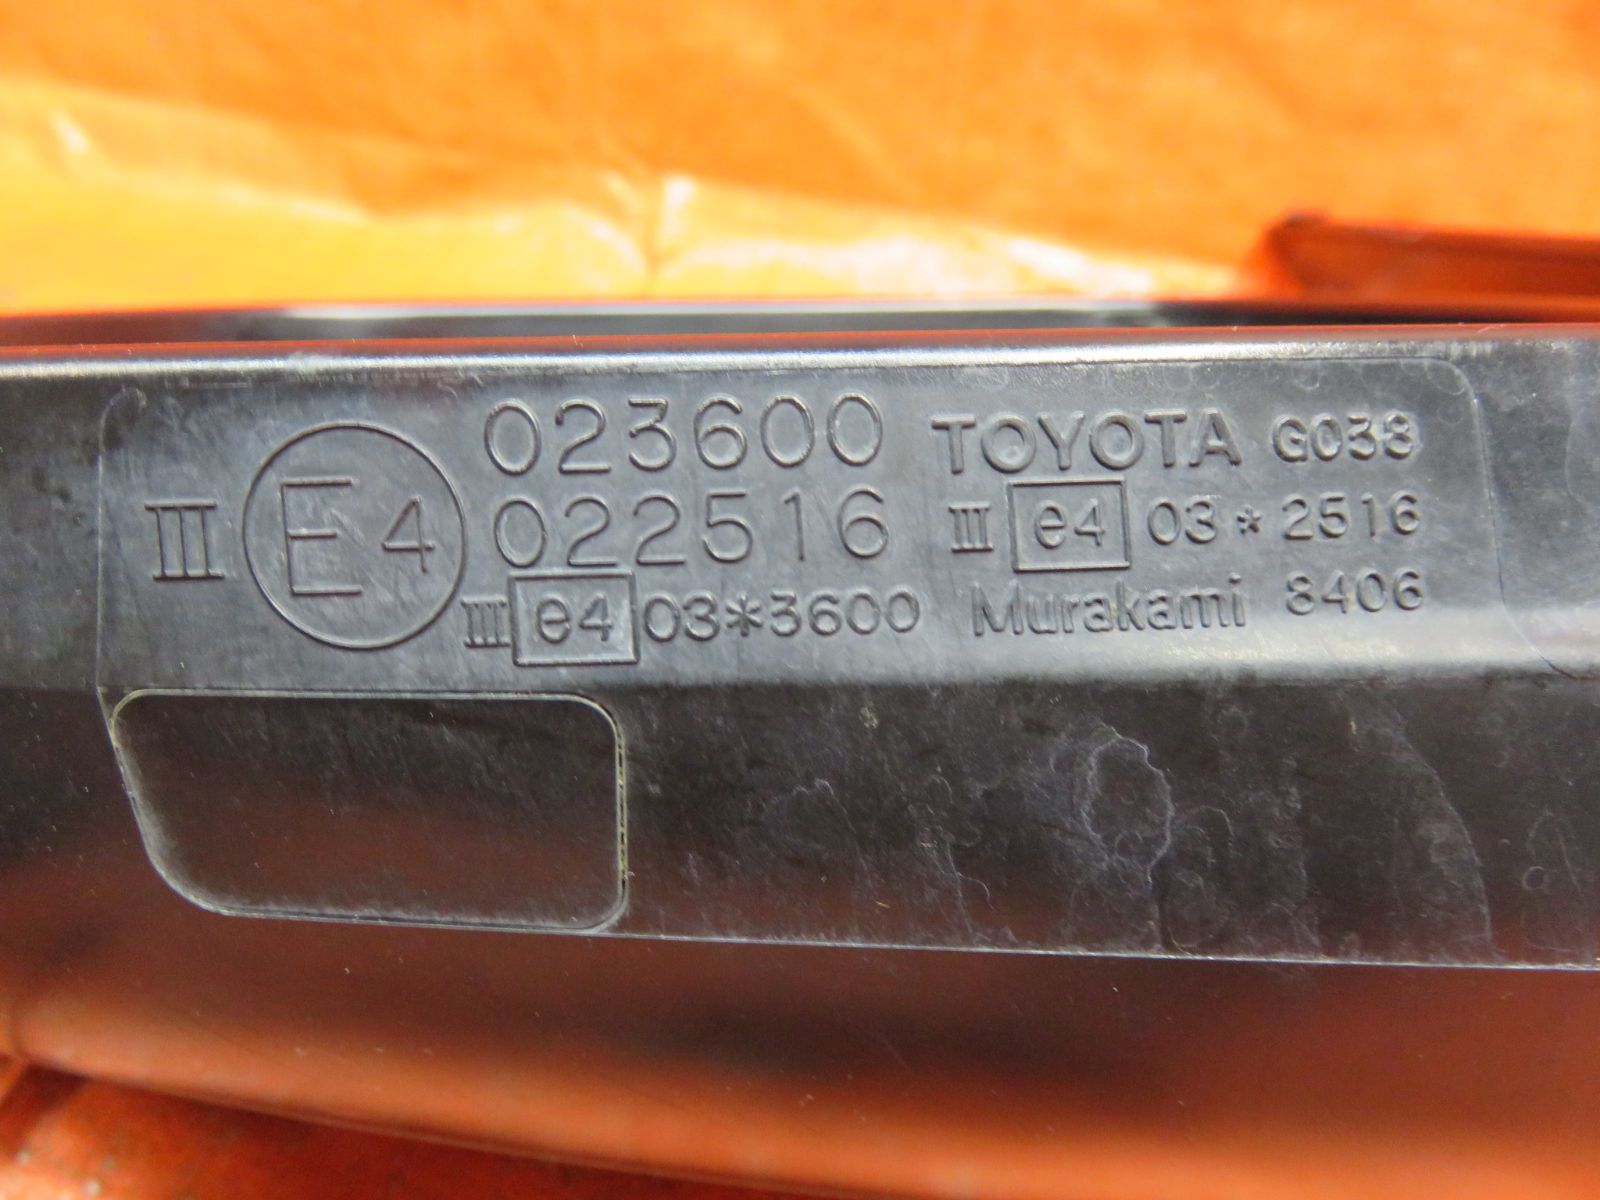 023600
III E4 022516
III e4 03*3600
TOYOTA G038
III e4 03*2516
Murakami 8406